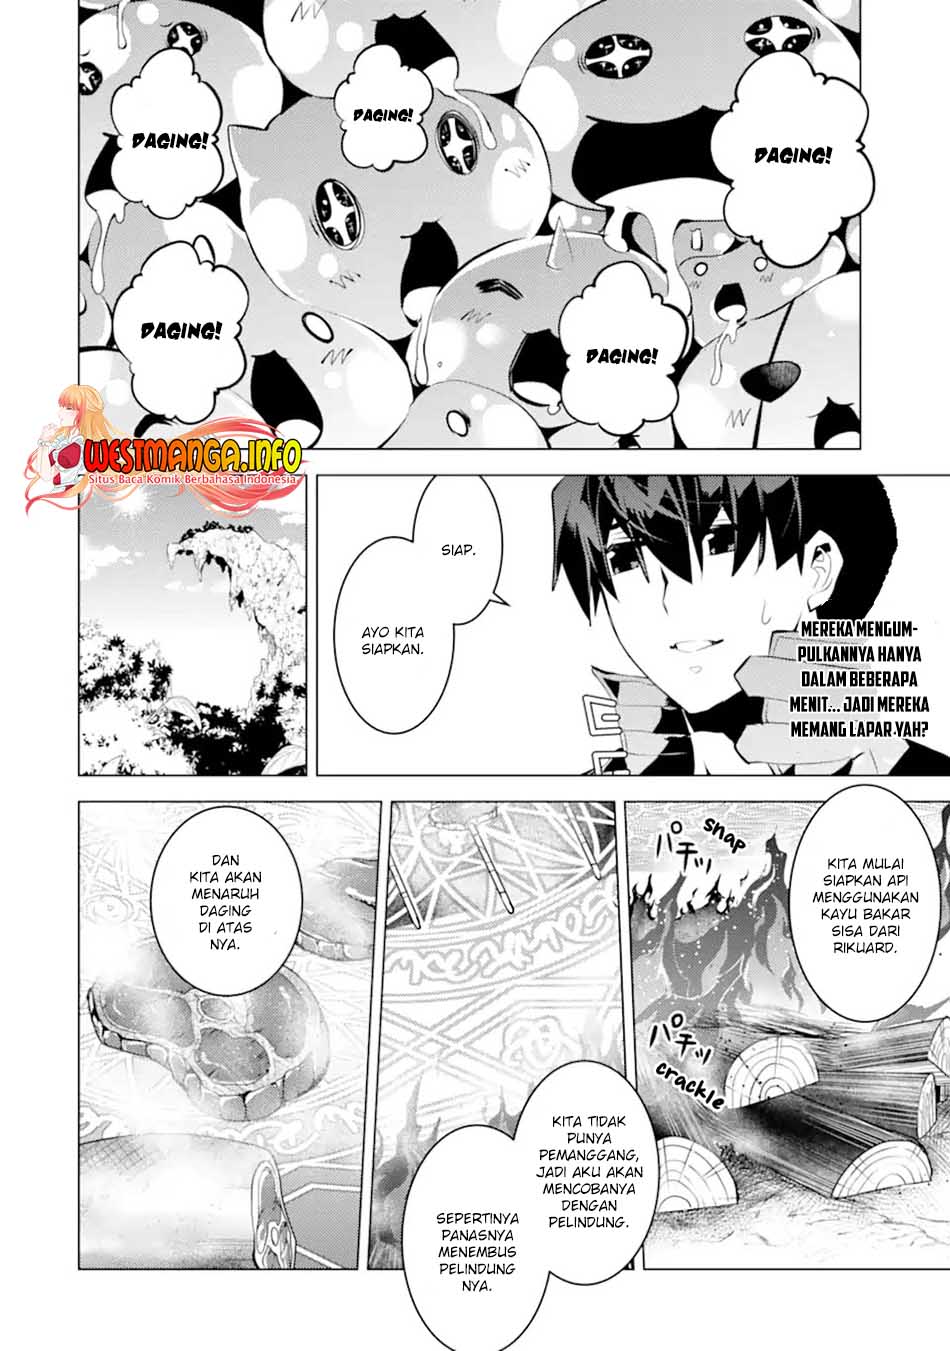 DAGING!
DAGING!
DAGING!
DAGING!
DAGING!
WESTMANGA.INFO
Situs Baca Komik Berbahasa Indonesia
MEREKA MENGUM-
PULKANNYA HANYA
DALAM BEBERAPA
MENIT... JADI MEREKA
MEMANG LAPAR YAH?
SIAP.
AYO KITA
SIAPKAN.
KITA MULAI
SIAPKAN API
MENGGUNAKAN
KAYU BAKAR
SISA DARI
RIKUARD.
パチッ
snap
パチッ
crackle
KITA TIDAK
PUNYA
PEMANGGANG,
JADI AKU AKAN
MENCOBANYA
DENGAN
PELINDUNG.
SEPERTINYA
PANASNYA
MENEMBUS
PELINDUNG
NYA.
DAN
KITA AKAN
MENARUH
DAGING
DI ATAS
NYA.